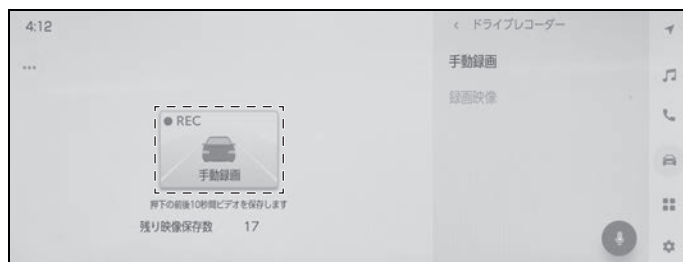 4:12
...
● REC
手動録画
押下の前後10秒間ビデオを保存します
残り映像保存数 17
< ドライブレコーダー
手動録画
録画映像